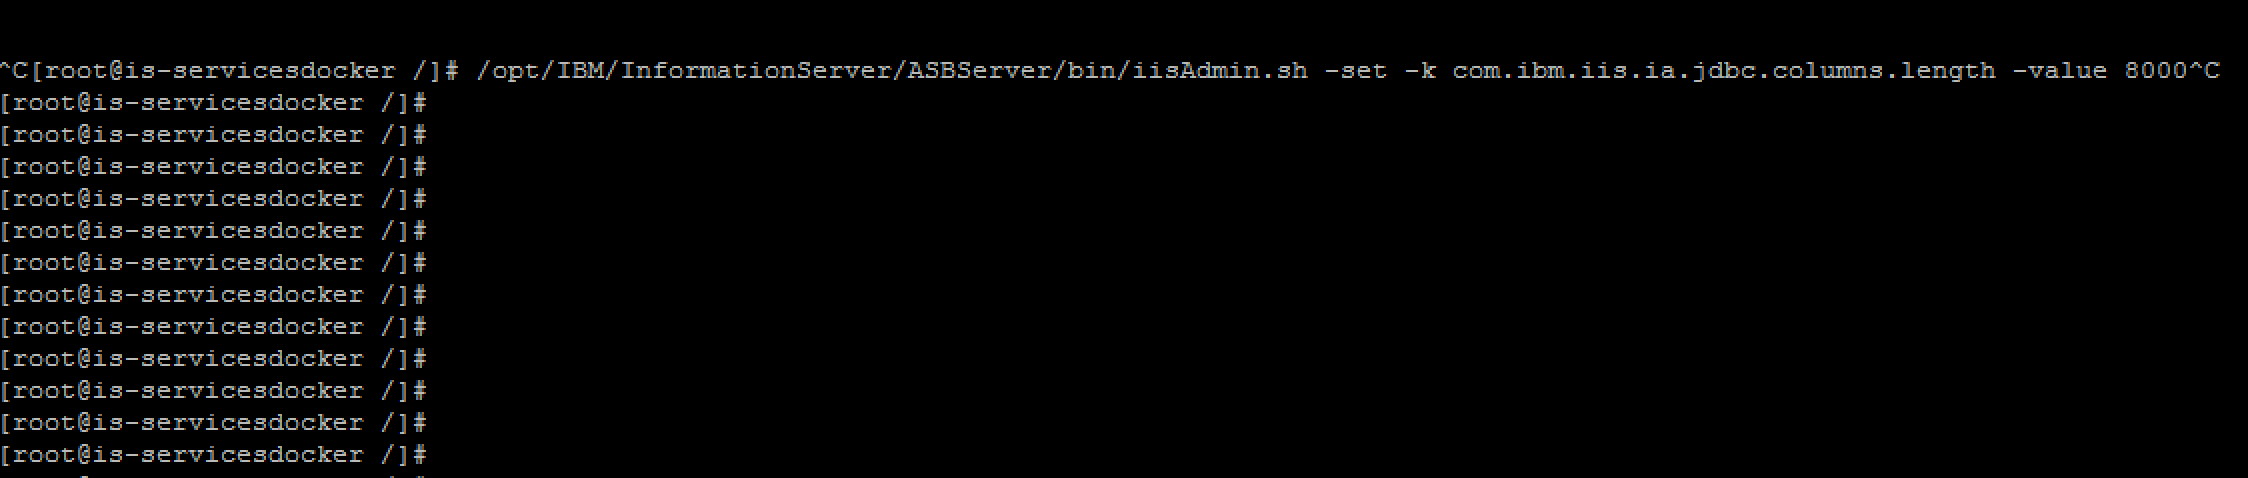 ^C[root@is-servicesdocker /]# /opt/IBM/InformationServer/ASBServer/bin/iisAdmin.sh -set -k com.ibm.iis.ia.jdbc.columns.length -value 8000^C
[root@is-servicesdocker /]#
[root@is-servicesdocker /]#
[root@is-servicesdocker /]#
[root@is-servicesdocker /]#
[root@is-servicesdocker /]#
[root@is-servicesdocker /]#
[root@is-servicesdocker /]#
[root@is-servicesdocker /]#
[root@is-servicesdocker /]#
[root@is-servicesdocker /]#
[root@is-servicesdocker /]#
[root@is-servicesdocker /]#